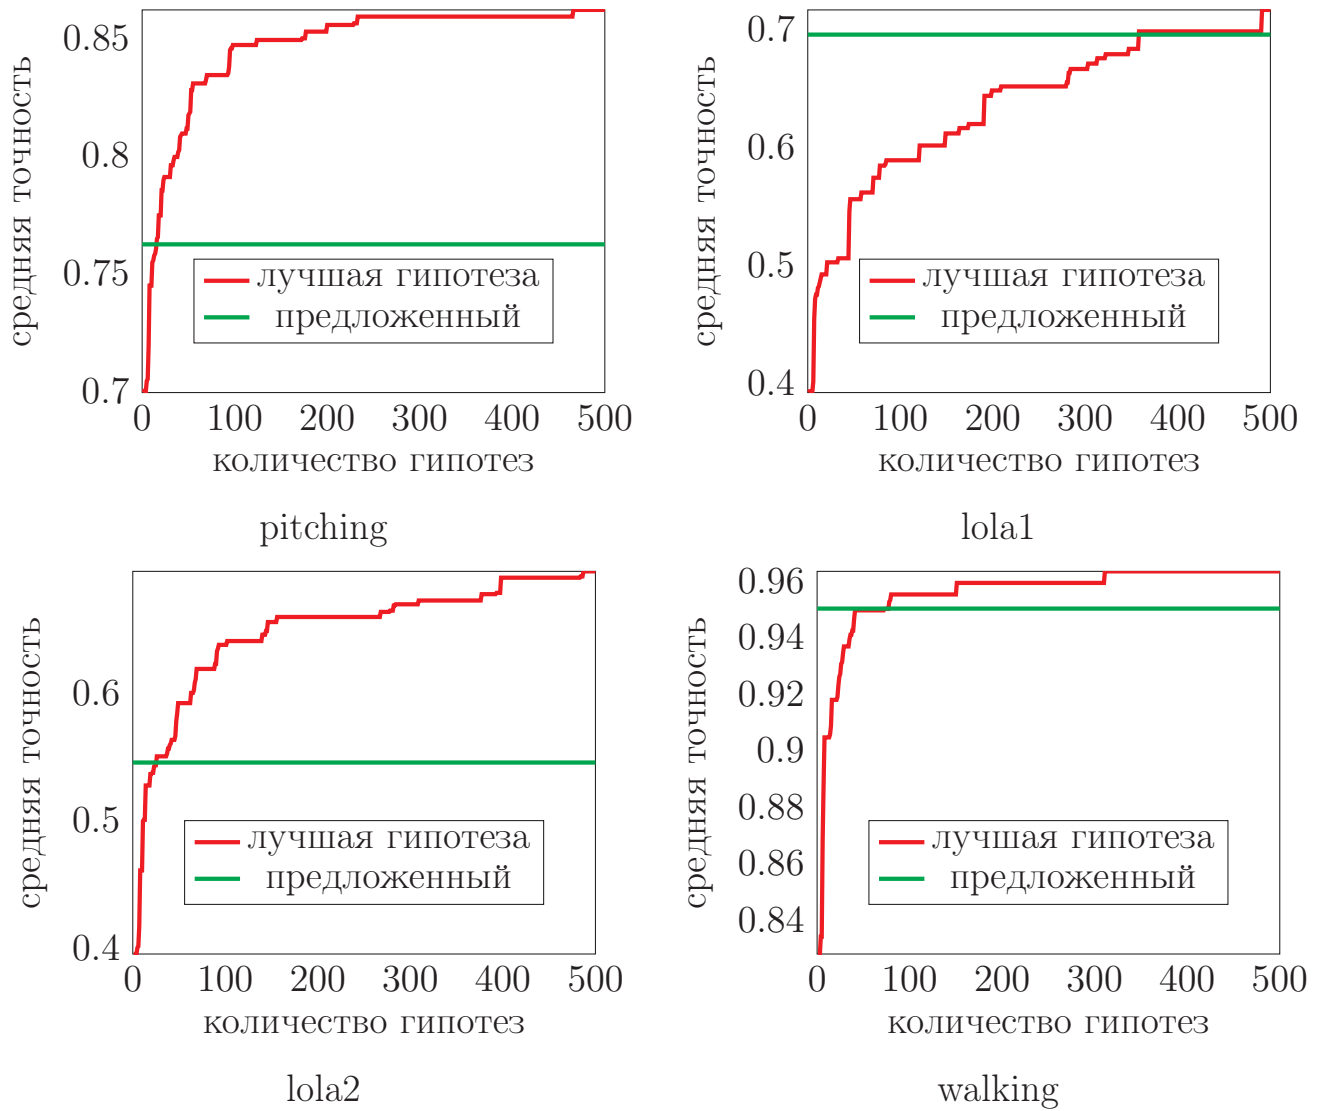 средняя точность
0.85
0.8
0.75
0.7
лучшая гипотеза
предложенный
0 100 200 300 400 500
количество гипотез
pitching
средняя точность
0.7
0.6
0.5
0.4
лучшая гипотеза
предложенный
0 100 200 300 400 500
количество гипотез
lola1
средняя точность
0.6
0.5
0.4
лучшая гипотеза
предложенный
0 100 200 300 400 500
количество гипотез
lola2
средняя точность
0.96
0.94
0.92
0.9
0.88
0.86
0.84
лучшая гипотеза
предложенный
0 100 200 300 400 500
количество гипотез
walking